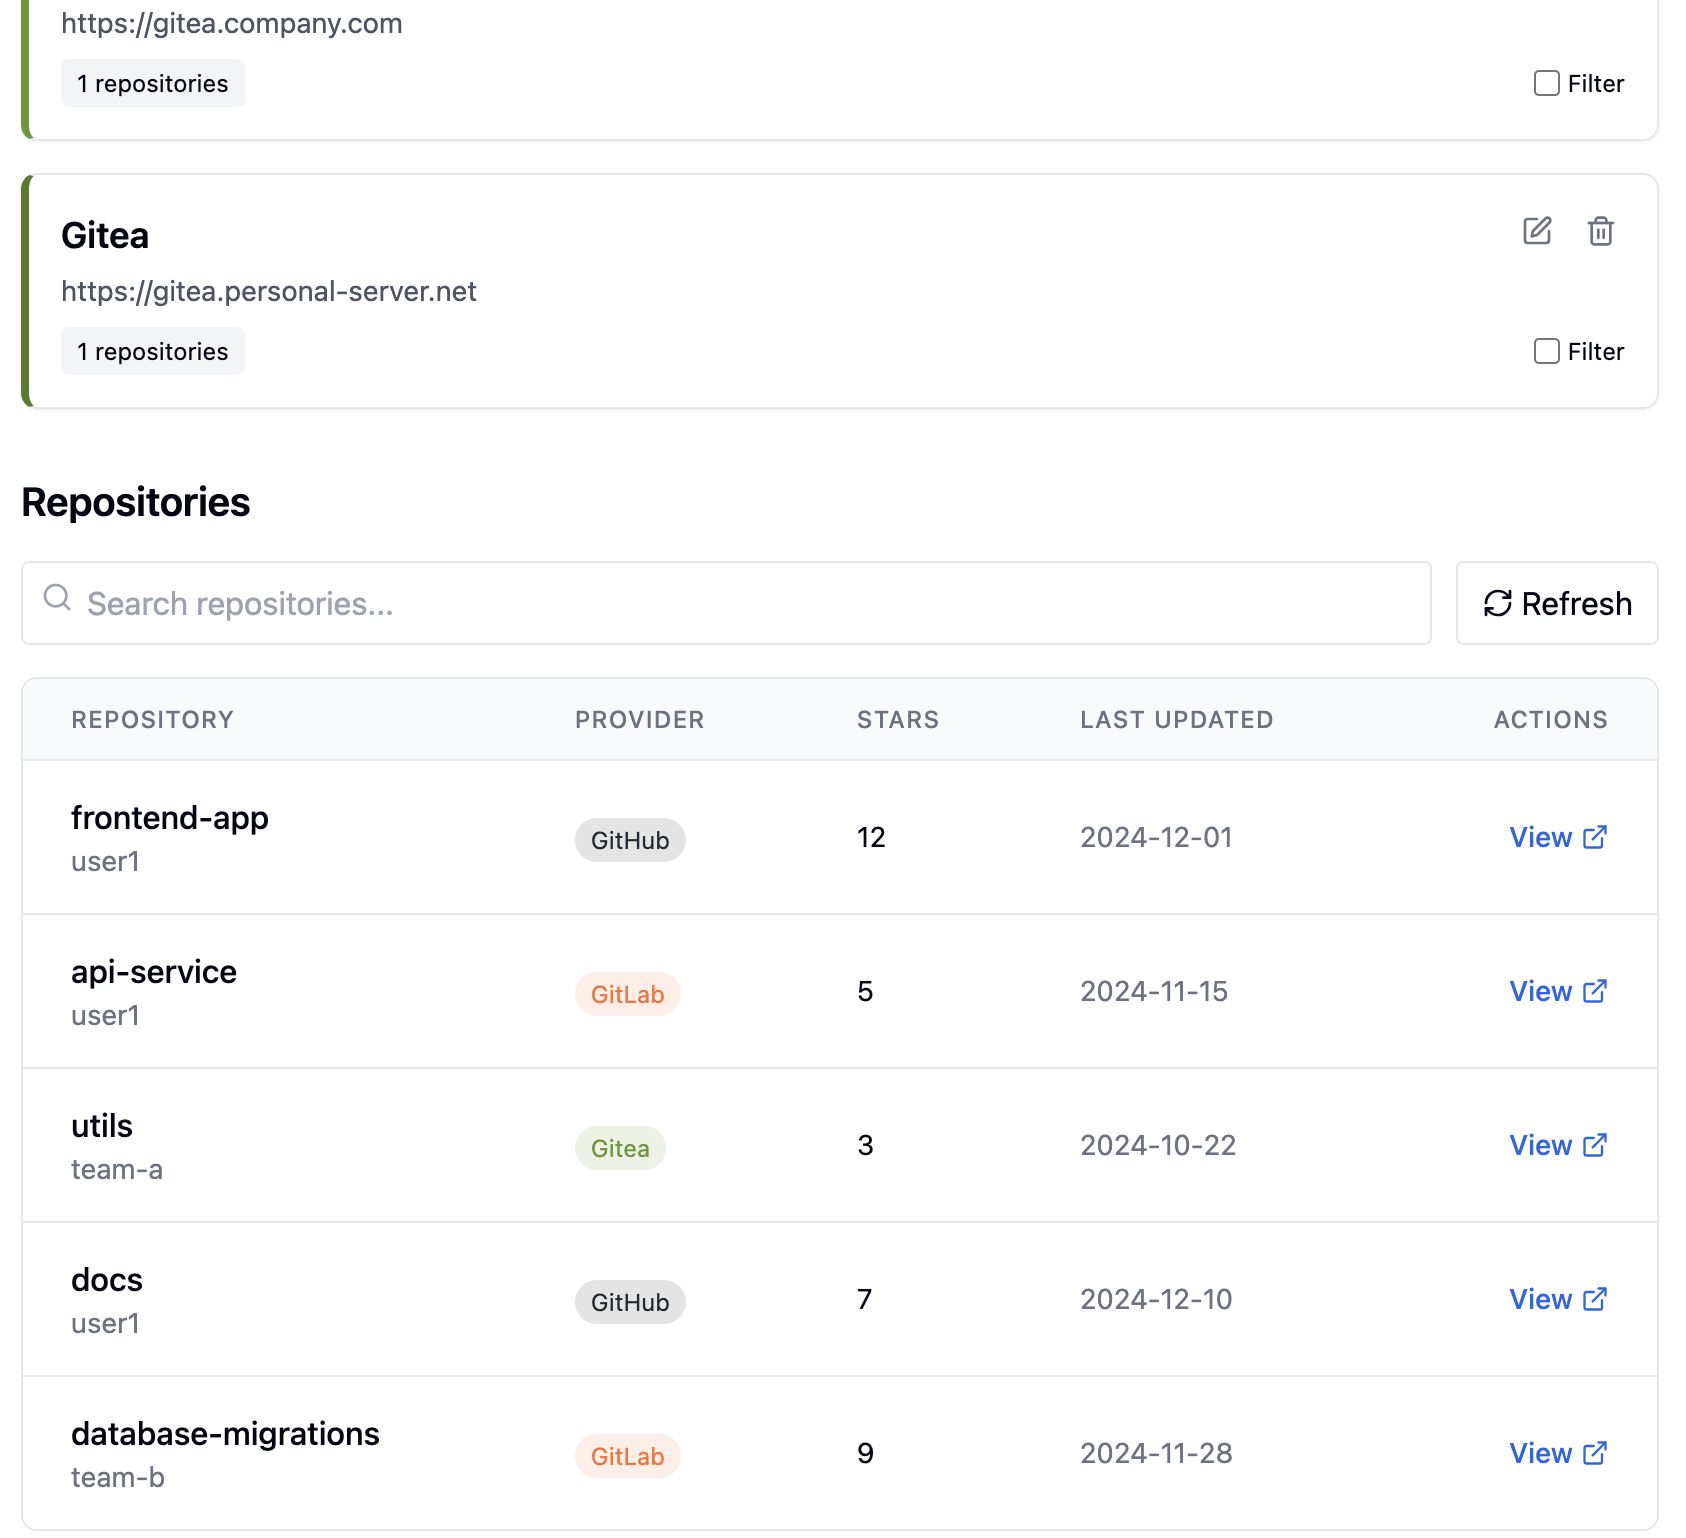 https://gitea.company.com
1 repositories
Filter
Gitea
https://gitea.personal-server.net
1 repositories
Filter
Repositories
Search repositories...
Refresh
REPOSITORY PROVIDER STARS LAST UPDATED ACTIONS
frontend-app
user1
GitHub 12 2024-12-01 View
api-service
user1
GitLab 5 2024-11-15 View
utils
team-a
Gitea 3 2024-10-22 View
docs
user1
GitHub 7 2024-12-10 View
database-migrations
team-b
GitLab 9 2024-11-28 View